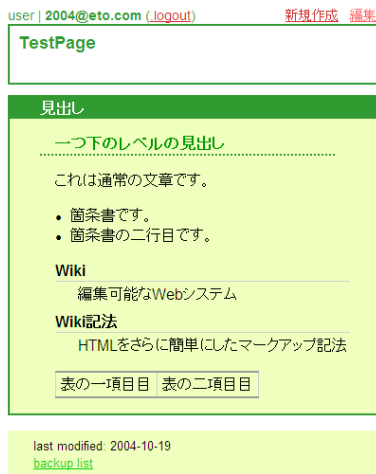 user | 2004@eto.com (.logout) 新規作成 編集
TestPage
見出し
一つ下のレベルの見出し
これは通常の文章です。
• 箇条書です。
• 箇条書の二行目です。
Wiki
編集可能なWebシステム
Wiki記法
HTMLをさらに簡単にしたマークアップ記法
表の一項目目 表の二項目目
last modified: 2004-10-19
backup list